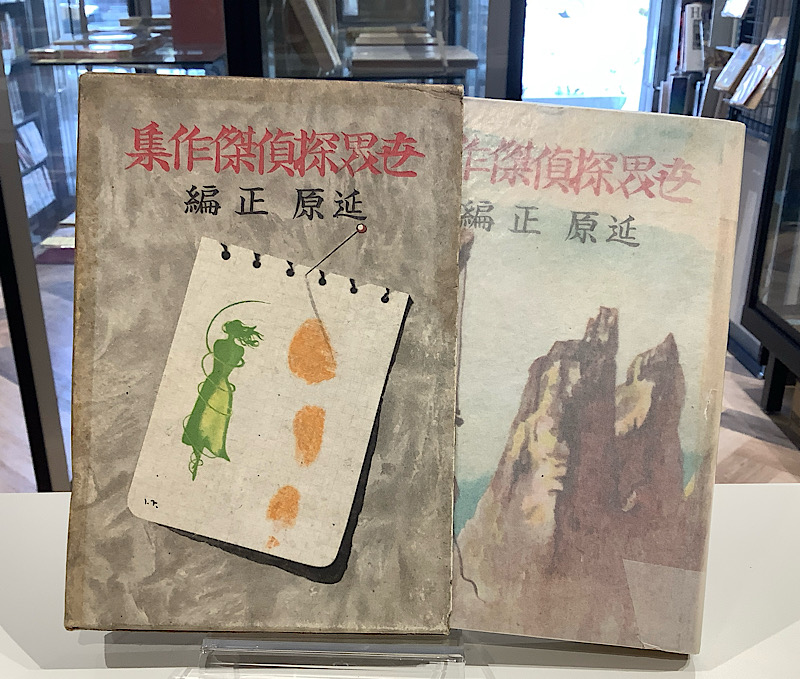 世界探偵傑作集
延原 正 編
世界探偵傑作
延原 正 編